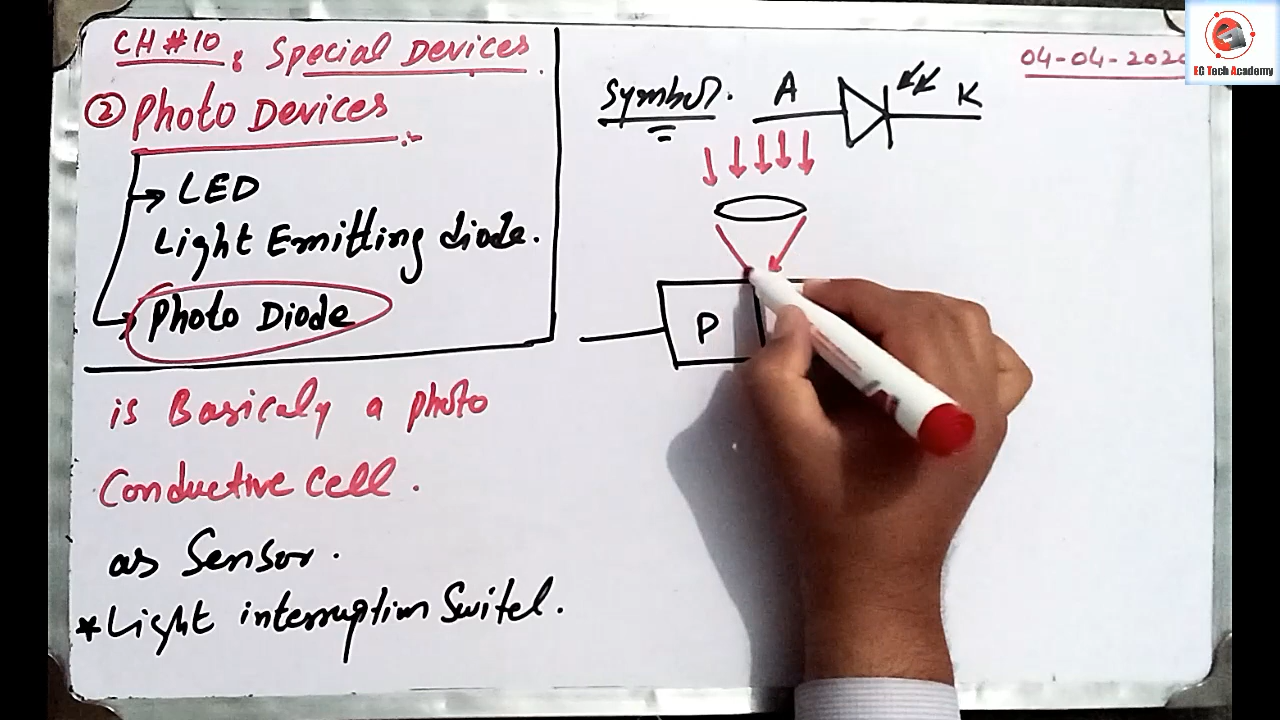 CH # 10 : Special Devices
② Photo Devices
→ LED
Light Emitting diode.
→ Photo Diode
is Basicaly a photo
Conductive Cell.
as Sensor.
* Light interruption Switch.
04-04-2020
EG Tech Academy
Symbol. A K
P